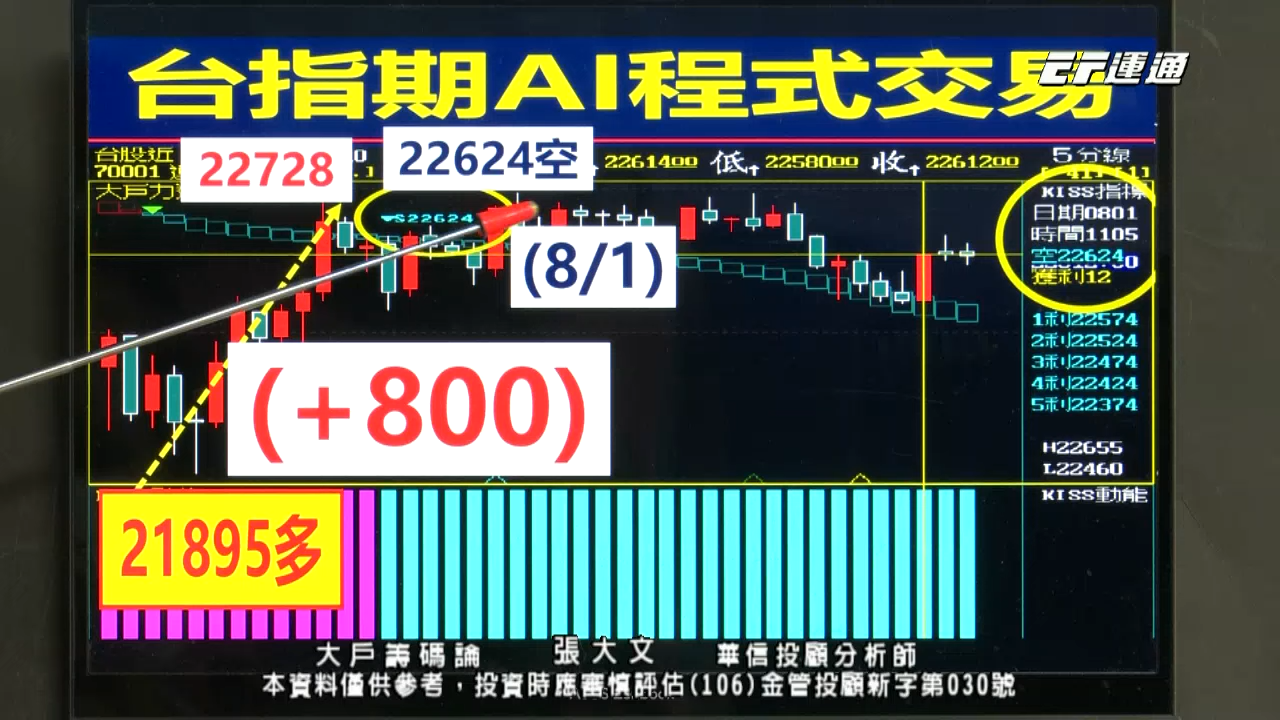 台指期AI程式交易
運通
台股近
22614 低 22580 收 22612
5分線
70001
大戶力
22728
22624空
KISS指標
日期0801
時間1105
空22624
獲利12
S22624
(8/1)
1利22574
2利22524
3利22474
4利22424
5利22374
(+800)
H22655
L22460
KISS動能
21895多
大戶籌碼論 張大文 華信投顧分析師
本資料僅供參考，投資時應審慎評估(106)金管投顧新字第030號